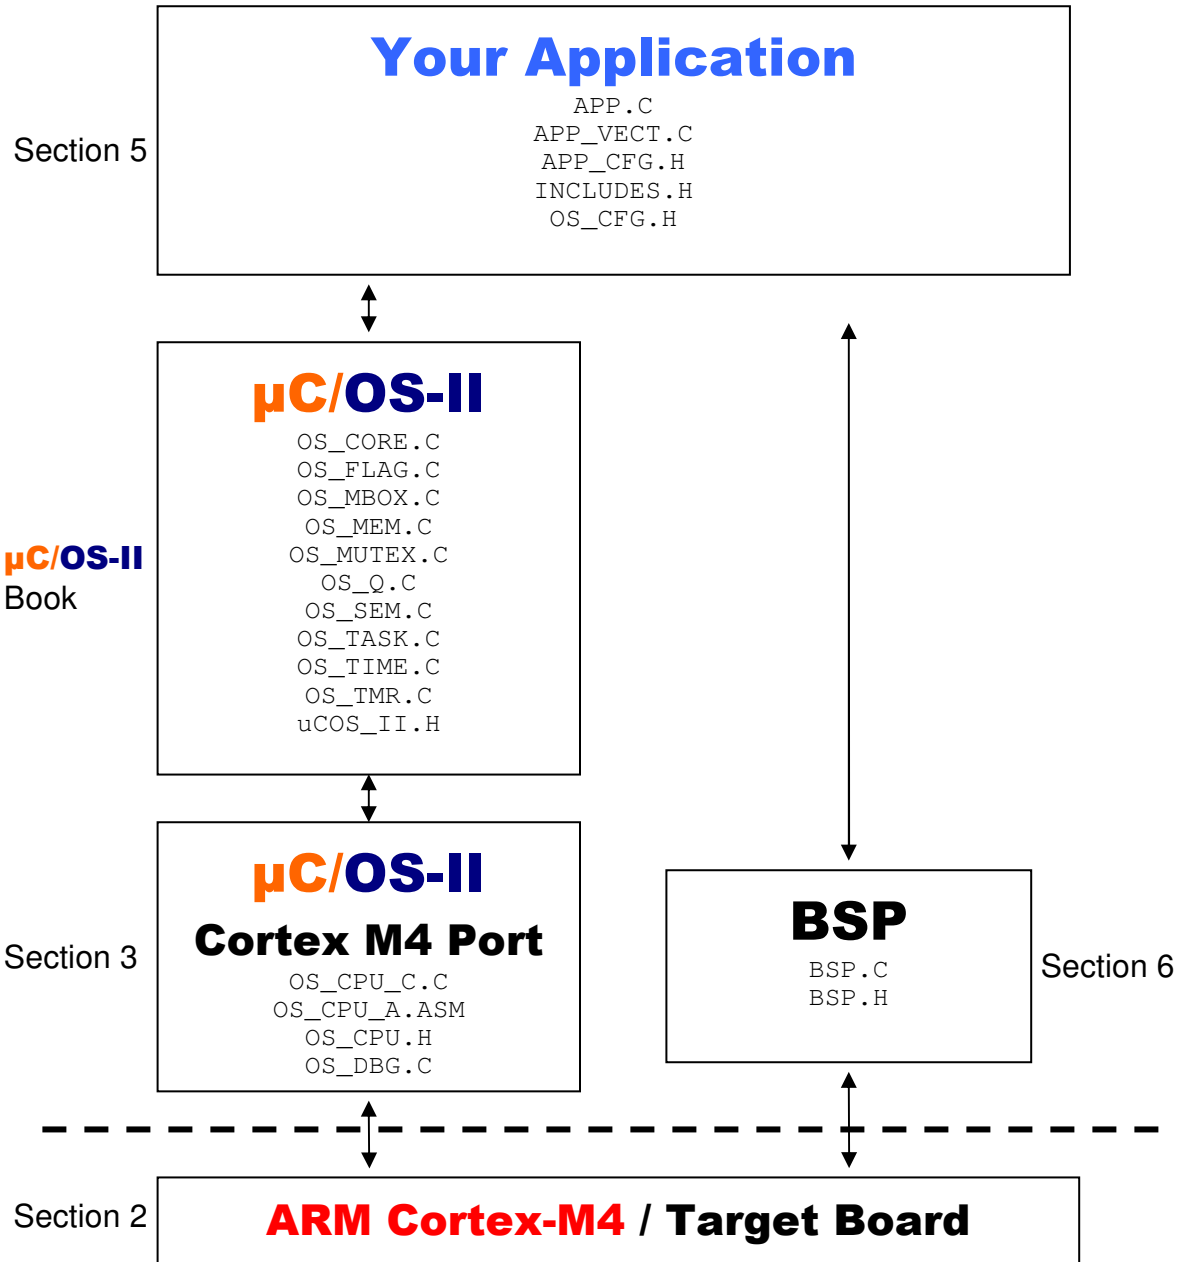 Your Application
APP.C
APP_VECT.C
APP_CFG.H
INCLUDES.H
OS_CFG.H
Section 5
µC/OS-II
OS_CORE.C
OS_FLAG.C
OS_MBOX.C
OS_MEM.C
OS_MUTEX.C
OS_Q.C
OS_SEM.C
OS_TASK.C
OS_TIME.C
OS_TMR.C
uCOS_II.H
µC/OS-II
Book
µC/OS-II
Cortex M4 Port
OS_CPU_C.C
OS_CPU_A.ASM
OS_CPU.H
OS_DBG.C
Section 3
BSP
BSP.C
BSP.H
Section 6
Section 2
ARM Cortex-M4 / Target Board